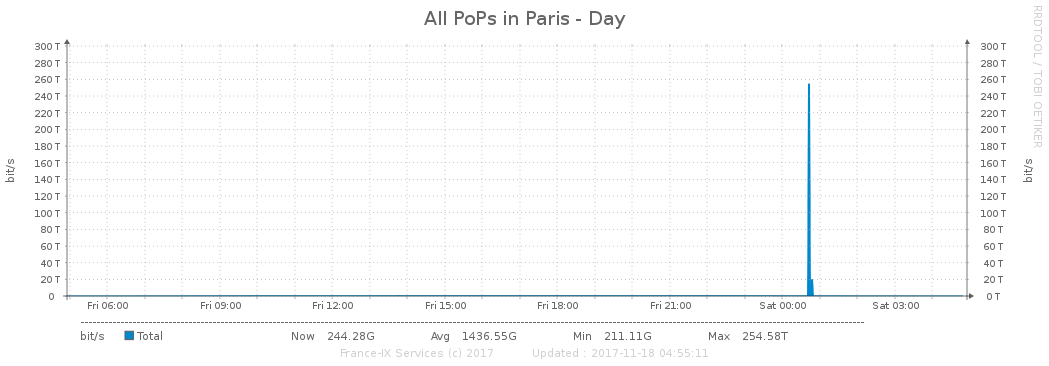 All PoPs in Paris - Day
RRDTOOL / TOBI OETIKER
bit/s
300 T
280 T
260 T
240 T
220 T
200 T
180 T
160 T
140 T
120 T
100 T
80 T
60 T
40 T
20 T
0
300 T
280 T
260 T
240 T
220 T
200 T
180 T
160 T
140 T
120 T
100 T
80 T
60 T
40 T
20 T
0 T
bit/s
Fri 06:00 Fri 09:00 Fri 12:00 Fri 15:00 Fri 18:00 Fri 21:00 Sat 00:00 Sat 03:00
bit/s Total Now 244.28G Avg 1436.55G Min 211.11G Max 254.58T
France-IX Services (c) 2017 Updated : 2017-11-18 04:55:11